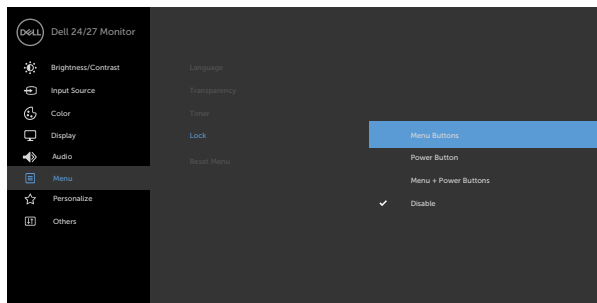 DELL
Dell 24/27 Monitor
Brightness/Contrast
Input Source
Color
Display
Audio
Menu
Personalize
Others
Language
Transparency
Timer
Lock
Reset Menu
Menu Buttons
Power Button
Menu + Power Buttons
Disable